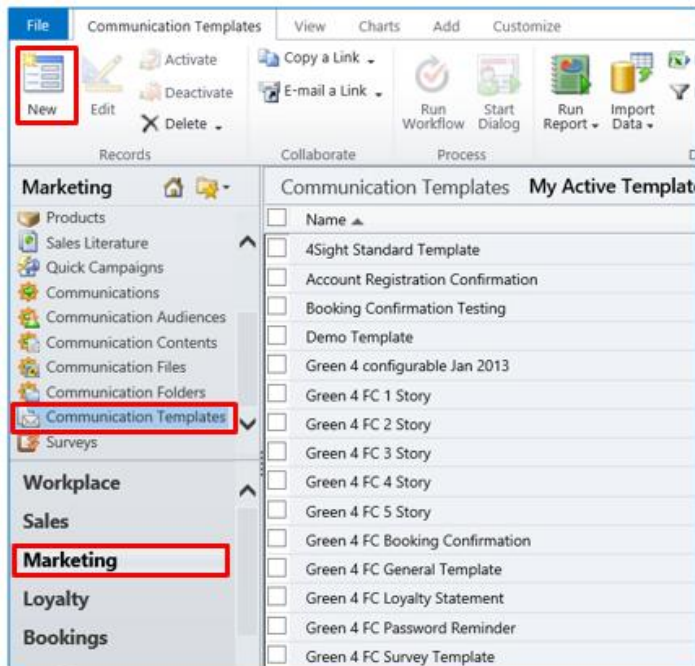 File Communication Templates View Charts Add Customize
New
Edit
Activate
Deactivate
Delete
Copy a Link
E-mail a Link
Run Workflow
Start Dialog
Run Report
Import Data
Records Collaborate Process D
Marketing
Products
Sales Literature
Quick Campaigns
Communications
Communication Audiences
Communication Contents
Communication Files
Communication Folders
Communication Templates
Surveys
Workplace
Sales
Marketing
Loyalty
Bookings
Communication Templates My Active Templat
Name
4Sight Standard Template
Account Registration Confirmation
Booking Confirmation Testing
Demo Template
Green 4 configurable Jan 2013
Green 4 FC 1 Story
Green 4 FC 2 Story
Green 4 FC 3 Story
Green 4 FC 4 Story
Green 4 FC 5 Story
Green 4 FC Booking Confirmation
Green 4 FC General Template
Green 4 FC Loyalty Statement
Green 4 FC Password Reminder
Green 4 FC Survey Template